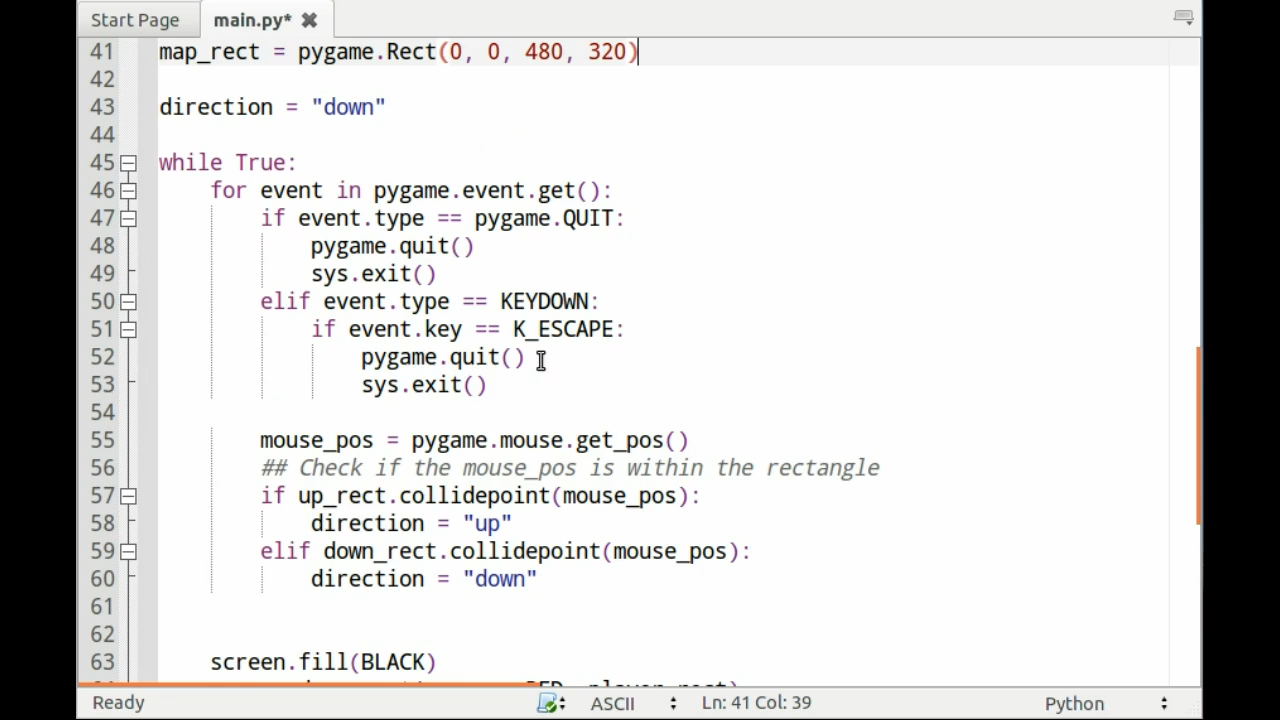 Start Page main.py*
41 map_rect = pygame.Rect(0, 0, 480, 320)
42
43 direction = "down"
44
45 while True:
46 for event in pygame.event.get():
47 if event.type == pygame.QUIT:
48 pygame.quit()
49 sys.exit()
50 elif event.type == KEYDOWN:
51 if event.key == K_ESCAPE:
52 pygame.quit()
53 sys.exit()
54
55 mouse_pos = pygame.mouse.get_pos()
56 ## Check if the mouse_pos is within the rectangle
57 if up_rect.collidepoint(mouse_pos):
58 direction = "up"
59 elif down_rect.collidepoint(mouse_pos):
60 direction = "down"
61
62
63 screen.fill(BLACK)
Ready ASCII Ln: 41 Col: 39 Python